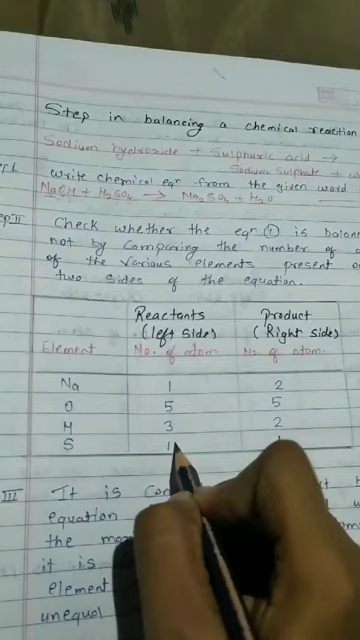 Step in balancing a chemical reaction
Sodium hydroxide + Sulphuric acid →
Sodium Sulphate +
write chemical eqn from the given word
NaOH + H2SO4 → Na2SO4 + H2O
Check whether the eqn (1) is balan
not by comparing the number of a
of the various elements present o
two sides of the equation.
Reactants Product
(left side) (Right side)
Element No. of atom No. of atom.
Na 1 2
O 5 5
H 3 2
S 1
III It is
equation
the
it is
element
unequal